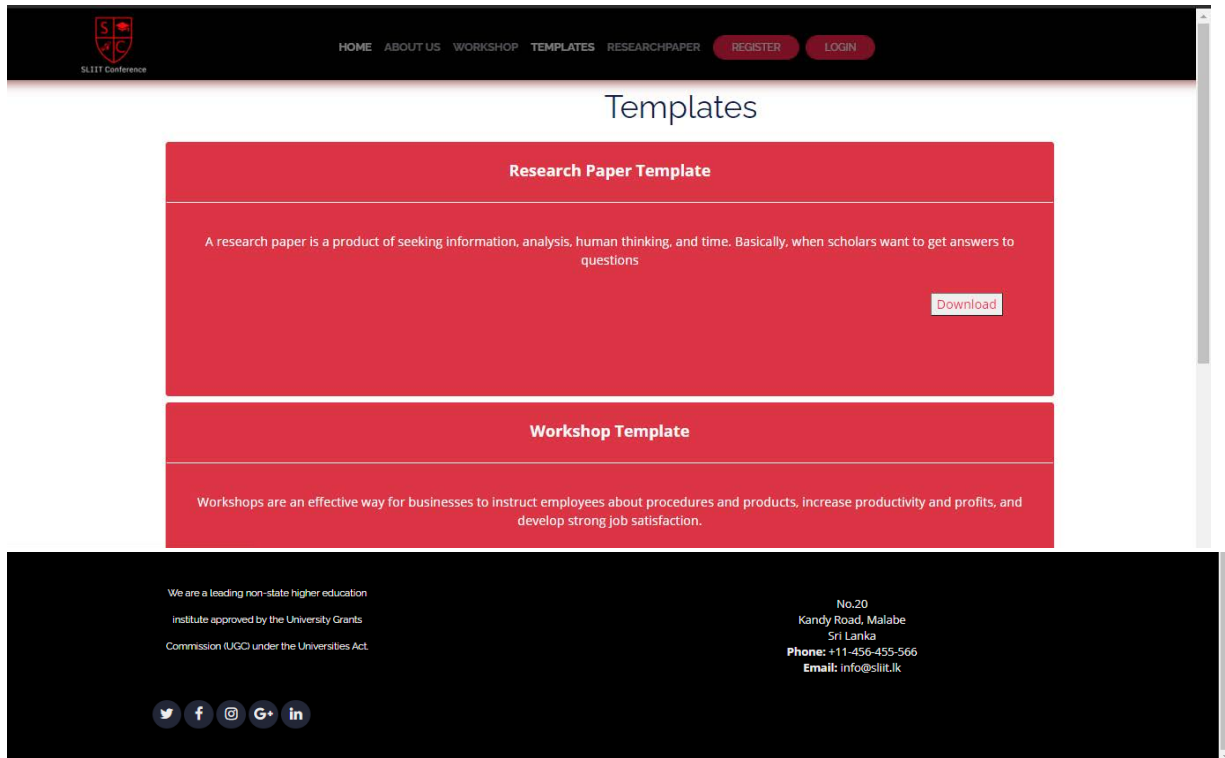 S
C
SLIIT Conference
HOME ABOUT US WORKSHOP TEMPLATES RESEARCHPAPER REGISTER LOGIN
Templates
Research Paper Template
A research paper is a product of seeking information, analysis, human thinking, and time. Basically, when scholars want to get answers to
questions
Download
Workshop Template
Workshops are an effective way for businesses to instruct employees about procedures and products, increase productivity and profits, and
develop strong job satisfaction.
We are a leading non-state higher education
institute approved by the University Grants
Commission (UGC) under the Universities Act.
No.20
Kandy Road, Malabe
Sri Lanka
Phone: +11-456-455-566
Email: info@sliit.lk